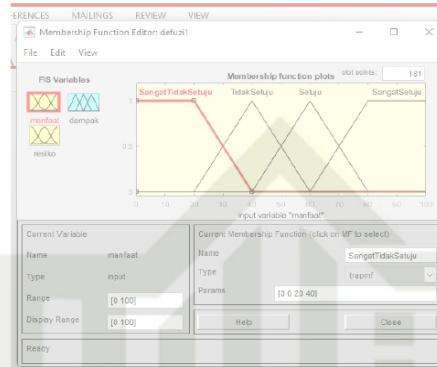 ERENCES MAILINGS REVIEW VIEW
Membership Function Editor: defuzi1
File Edit View
FIS Variables
Membership function plots plot points: 181
manfaat dampak
resiko
SangatTidakSetuju TidakSetuju Setuju SangatSetuju
1
0.5
0
0 10 20 30 40 50 60 70 80 90 100
input variable "manfaat"
Current Variable
Name manfaat
Type input
Range [0 100]
Display Range [0 100]
Current Membership Function (click on MF to select)
Name SangatTidakSetuju
Type trapmf
Params [0 0 20 40]
Help Close
Ready